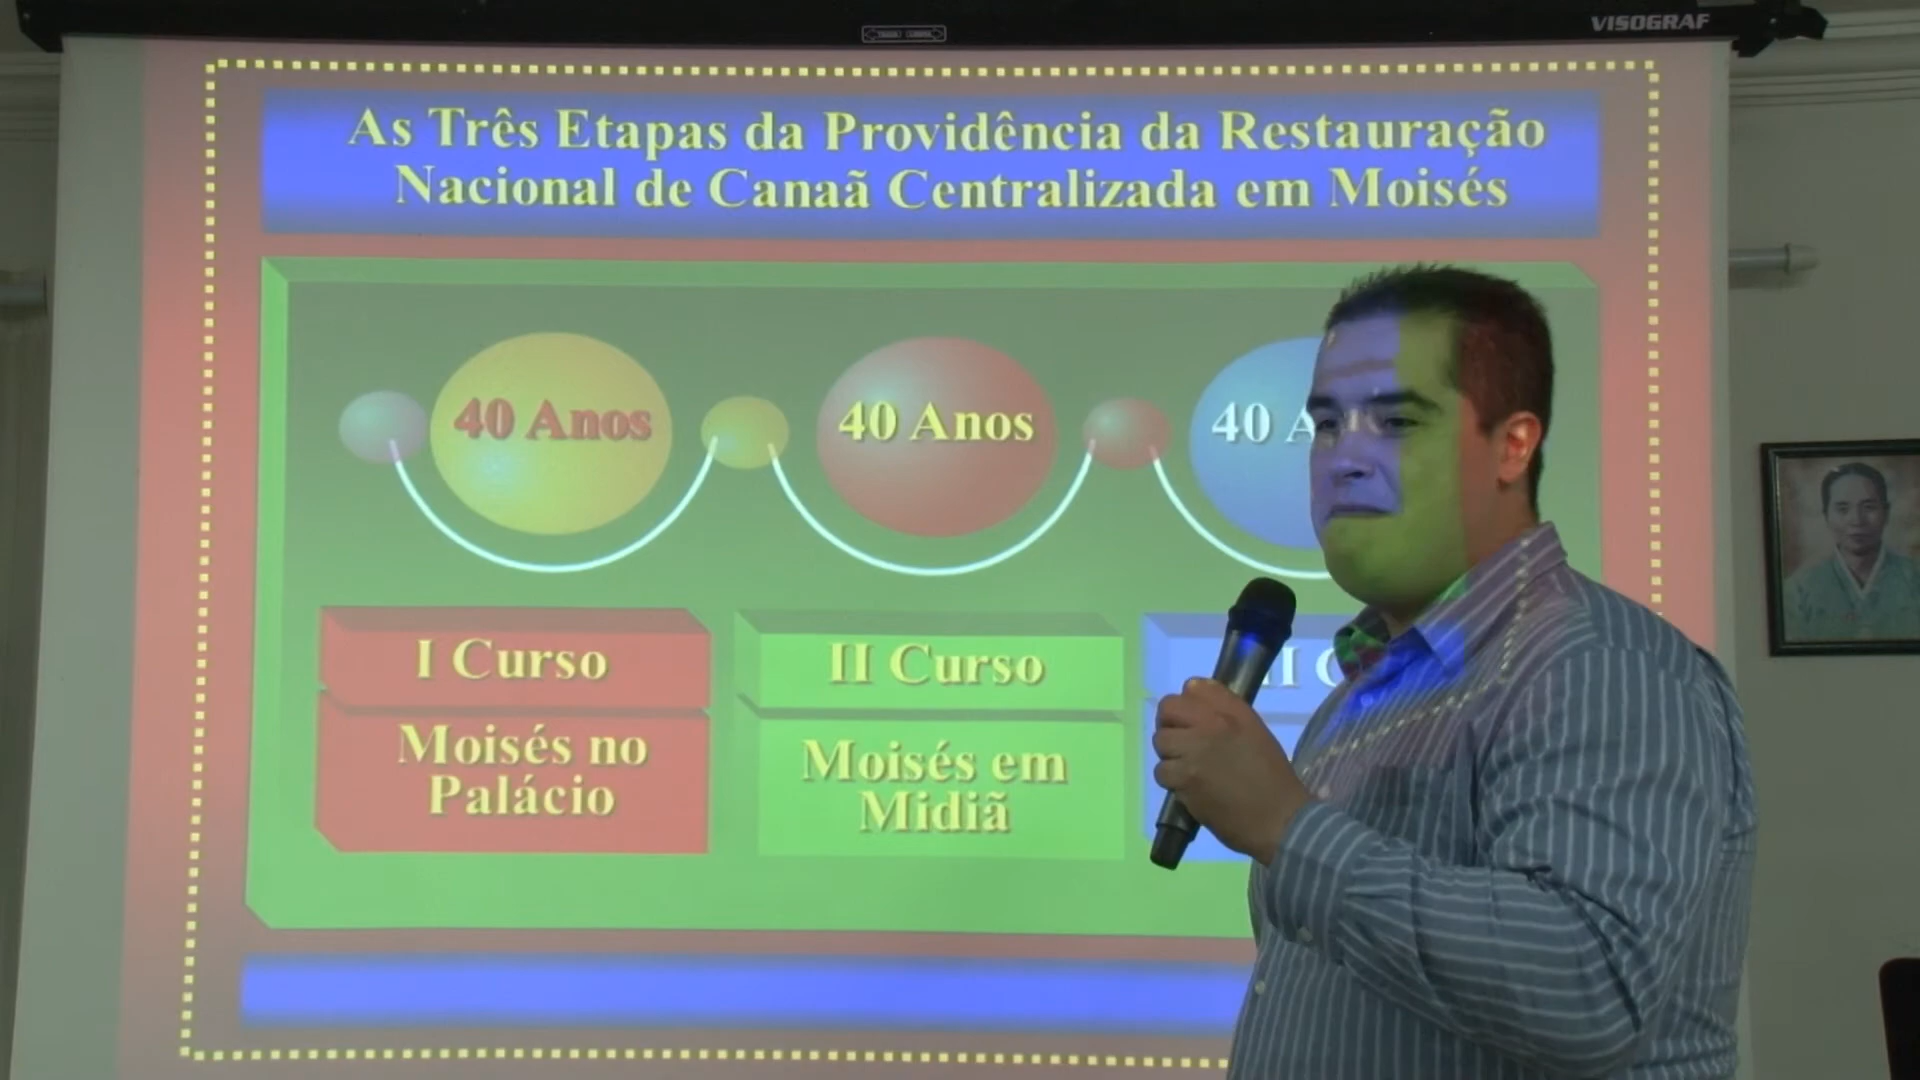 VISOGRAF
As Três Etapas da Providência da Restauração
Nacional de Canaã Centralizada em Moisés
40 Anos
40 Anos
40
I Curso
II Curso
Moisés no
Palácio
Moisés em
Midiã